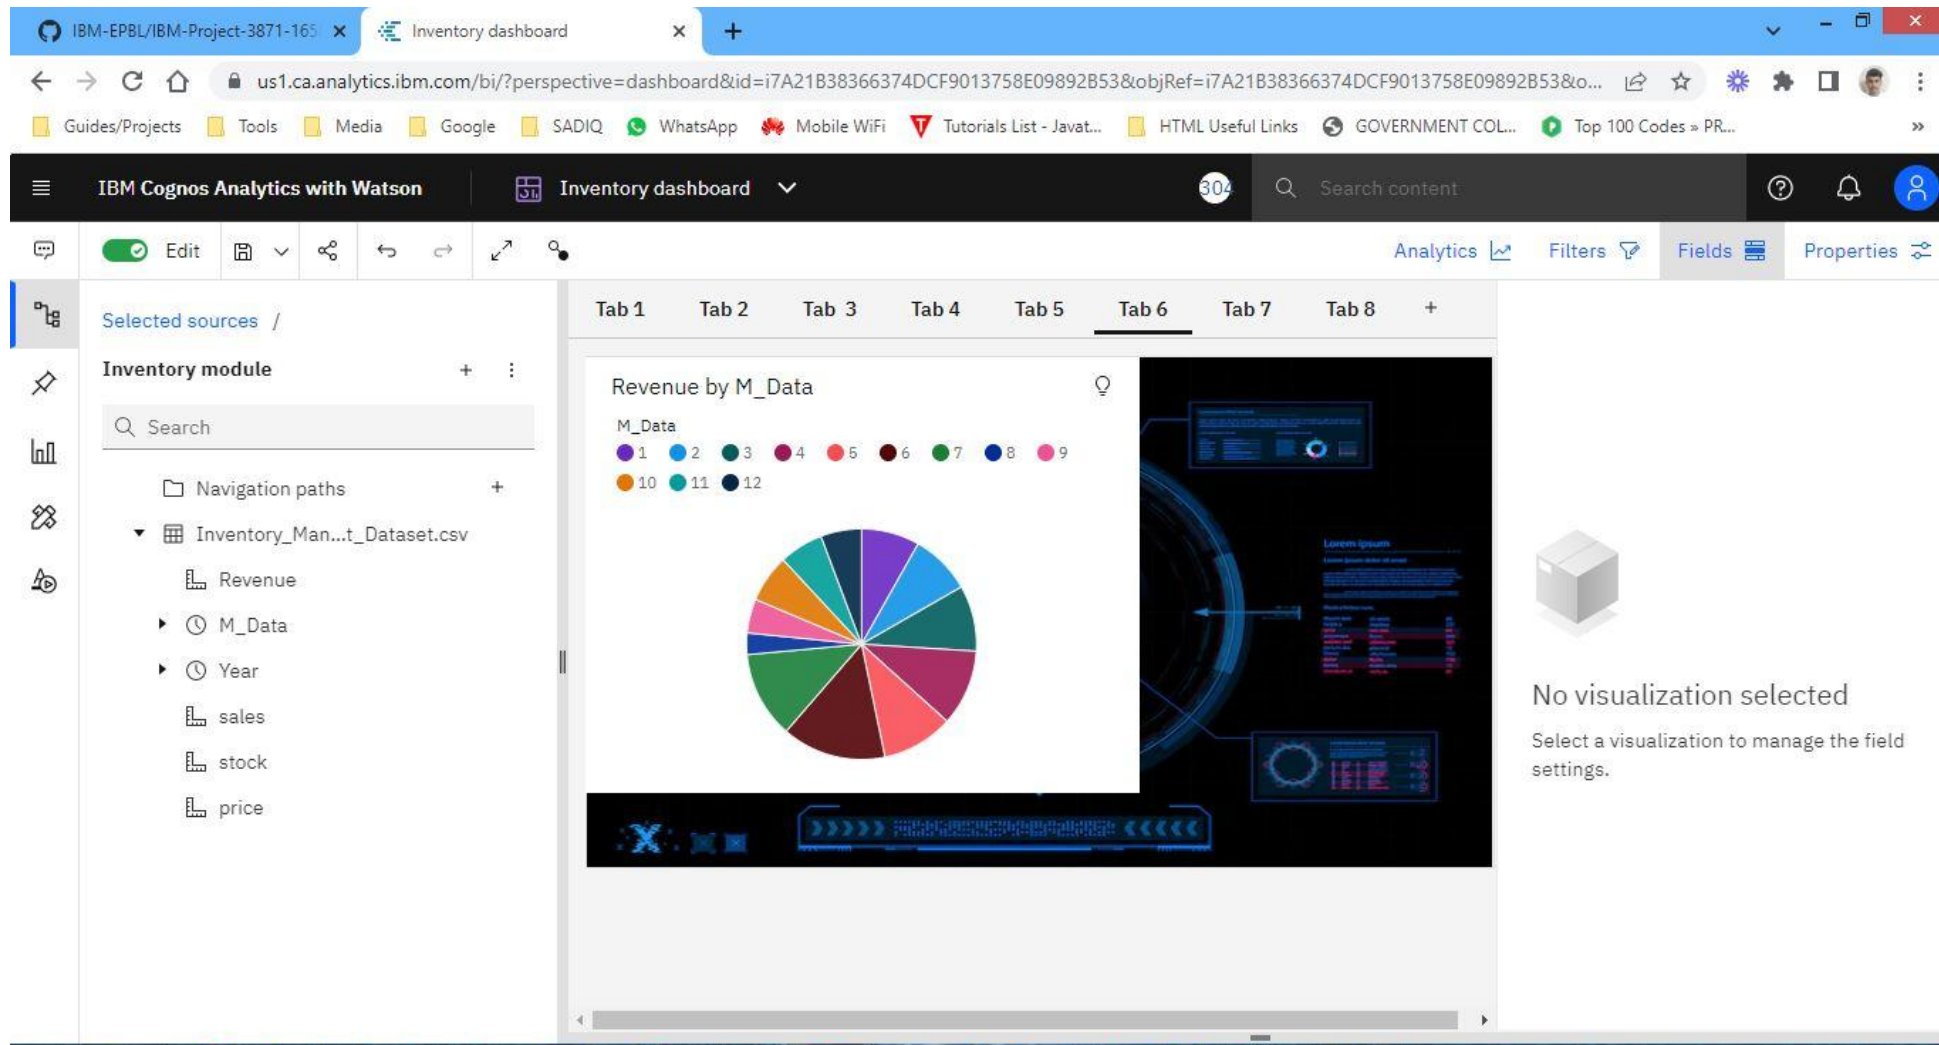 IBM-EPBL/IBM-Project-3871-165
Inventory dashboard
us1.ca.analytics.ibm.com/bi/?perspective=dashboard&id=i7A21B38366374DCF9013758E09892B53&objRef=i7A21B38366374DCF9013758E09892B53&o...
Guides/Projects Tools Media Google SADIQ WhatsApp Mobile WiFi Tutorials List - Javat... HTML Useful Links GOVERNMENT COL... Top 100 Codes » PR... »
IBM Cognos Analytics with Watson Inventory dashboard 304 Search content
Edit Analytics Filters Fields Properties
Selected sources /
Inventory module
Search
Navigation paths
Inventory_Man...t_Dataset.csv
Revenue
M_Data
Year
sales
stock
price
Tab 1 Tab 2 Tab 3 Tab 4 Tab 5 Tab 6 Tab 7 Tab 8 +
Revenue by M_Data
M_Data
1 2 3 4 5 6 7 8 9
10 11 12
Lorem ipsum
No visualization selected
Select a visualization to manage the field
settings.